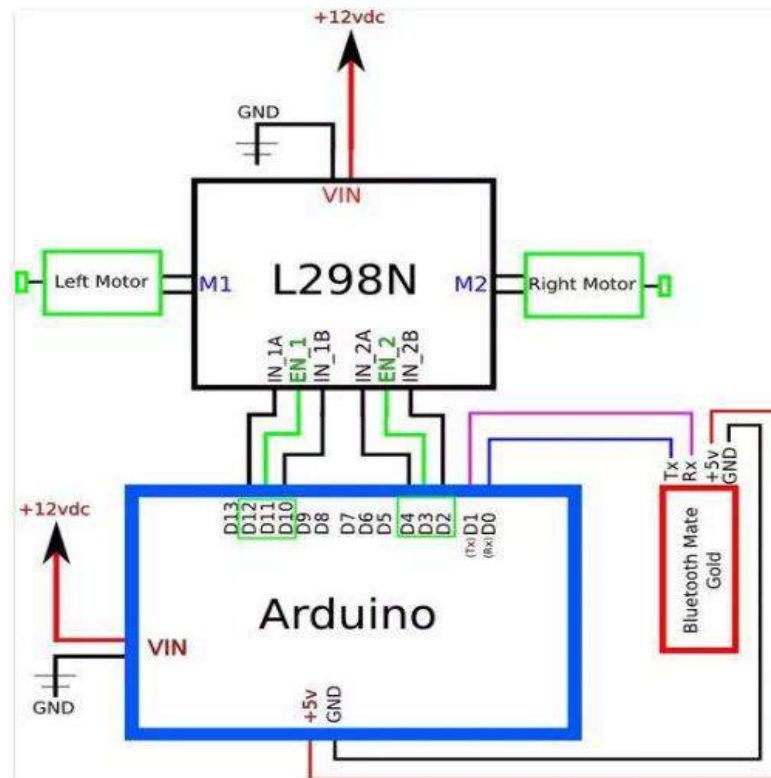 +12vdc
GND
VIN
Left Motor
M1
L298N
M2
Right Motor
IN_1A
EN_1
IN_1B
IN_2A
EN_2
IN_2B
Tx
Rx
+5v
GND
+12vdc
D13
D12
D11
D10
D9
D8
D7
D6
D5
D4
D3
D2
(Tx) D1
(Rx) D0
Bluetooth Mate
Gold
Arduino
VIN
GND
+5v
GND